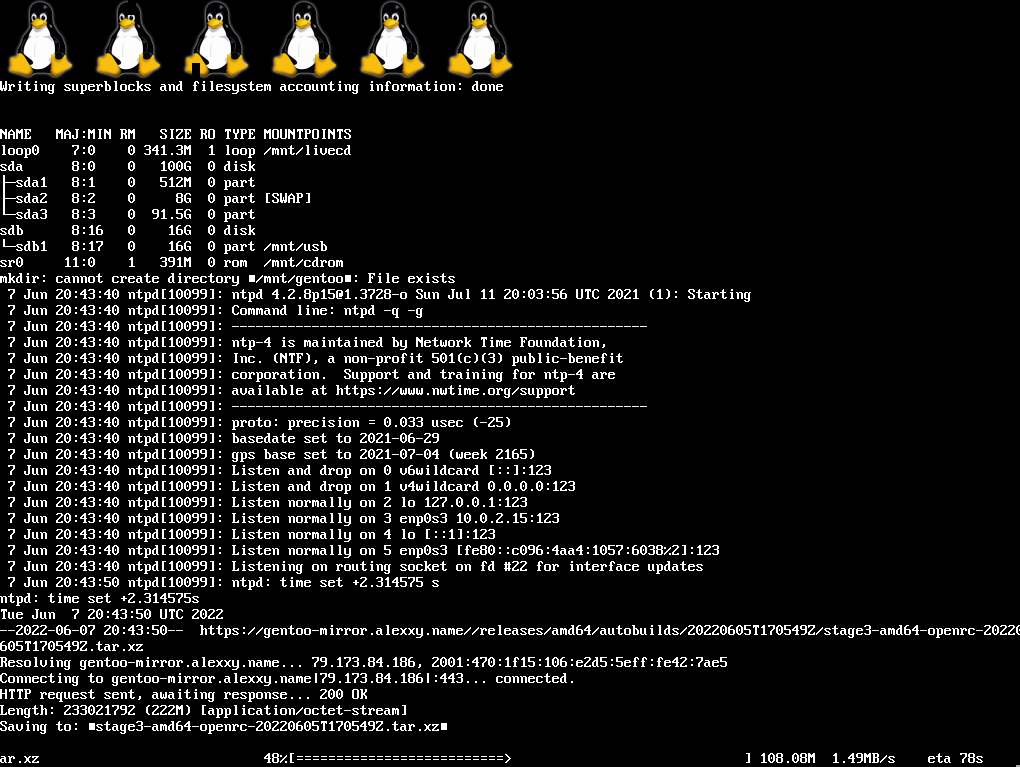 Writing superblocks and filesystem accounting information: done
NAME   MAJ:MIN RM   SIZE RO TYPE MOUNTPOINTS
loop0    7:0    0 341.3M  1 loop /mnt/livecd
sda      8:0    0   100G  0 disk
├─sda1   8:1    0   512M  0 part
├─sda2   8:2    0     8G  0 part [SWAP]
└─sda3   8:3    0  91.5G  0 part
sdb      8:16   0    16G  0 disk
└─sdb1   8:17   0    16G  0 part /mnt/usb
sr0     11:0    1   391M  0 rom  /mnt/cdrom
mkdir: cannot create directory ■/mnt/gentoo■: File exists
 7 Jun 20:43:40 ntpd[10099]: ntpd 4.2.8p15@1.3728-o Sun Jul 11 20:03:56 UTC 2021 (1): Starting
 7 Jun 20:43:40 ntpd[10099]: Command line: ntpd -q -g
 7 Jun 20:43:40 ntpd[10099]: ----------------------------------------------------
 7 Jun 20:43:40 ntpd[10099]: ntp-4 is maintained by Network Time Foundation,
 7 Jun 20:43:40 ntpd[10099]: Inc. (NTF), a non-profit 501(c)(3) public-benefit
 7 Jun 20:43:40 ntpd[10099]: corporation.  Support and training for ntp-4 are
 7 Jun 20:43:40 ntpd[10099]: available at https://www.nwtime.org/support
 7 Jun 20:43:40 ntpd[10099]: ----------------------------------------------------
 7 Jun 20:43:40 ntpd[10099]: proto: precision = 0.033 usec (-25)
 7 Jun 20:43:40 ntpd[10099]: basedate set to 2021-06-29
 7 Jun 20:43:40 ntpd[10099]: gps base set to 2021-07-04 (week 2165)
 7 Jun 20:43:40 ntpd[10099]: Listen and drop on 0 v6wildcard [::]:123
 7 Jun 20:43:40 ntpd[10099]: Listen and drop on 1 v4wildcard 0.0.0.0:123
 7 Jun 20:43:40 ntpd[10099]: Listen normally on 2 lo 127.0.0.1:123
 7 Jun 20:43:40 ntpd[10099]: Listen normally on 3 enp0s3 10.0.2.15:123
 7 Jun 20:43:40 ntpd[10099]: Listen normally on 4 lo [::1]:123
 7 Jun 20:43:40 ntpd[10099]: Listen normally on 5 enp0s3 [fe80::c096:4aa4:1057:6038%2]:123
 7 Jun 20:43:40 ntpd[10099]: Listening on routing socket on fd #22 for interface updates
 7 Jun 20:43:50 ntpd[10099]: ntpd: time set +2.314575 s
ntpd: time set +2.314575s
Tue Jun  7 20:43:50 UTC 2022
--2022-06-07 20:43:50--  https://gentoo-mirror.alexxy.name//releases/amd64/autobuilds/20220605T170549Z/stage3-amd64-openrc-20220
605T170549Z.tar.xz
Resolving gentoo-mirror.alexxy.name... 79.173.84.186, 2001:470:1f15:106:e2d5:5eff:fe42:7ae5
Connecting to gentoo-mirror.alexxy.name|79.173.84.186|:443... connected.
HTTP request sent, awaiting response... 200 OK
Length: 233021792 (222M) [application/octet-stream]
Saving to: ■stage3-amd64-openrc-20220605T170549Z.tar.xz■
ar.xz                            48%[==========================>                             ] 108.08M  1.49MB/s    eta 78s